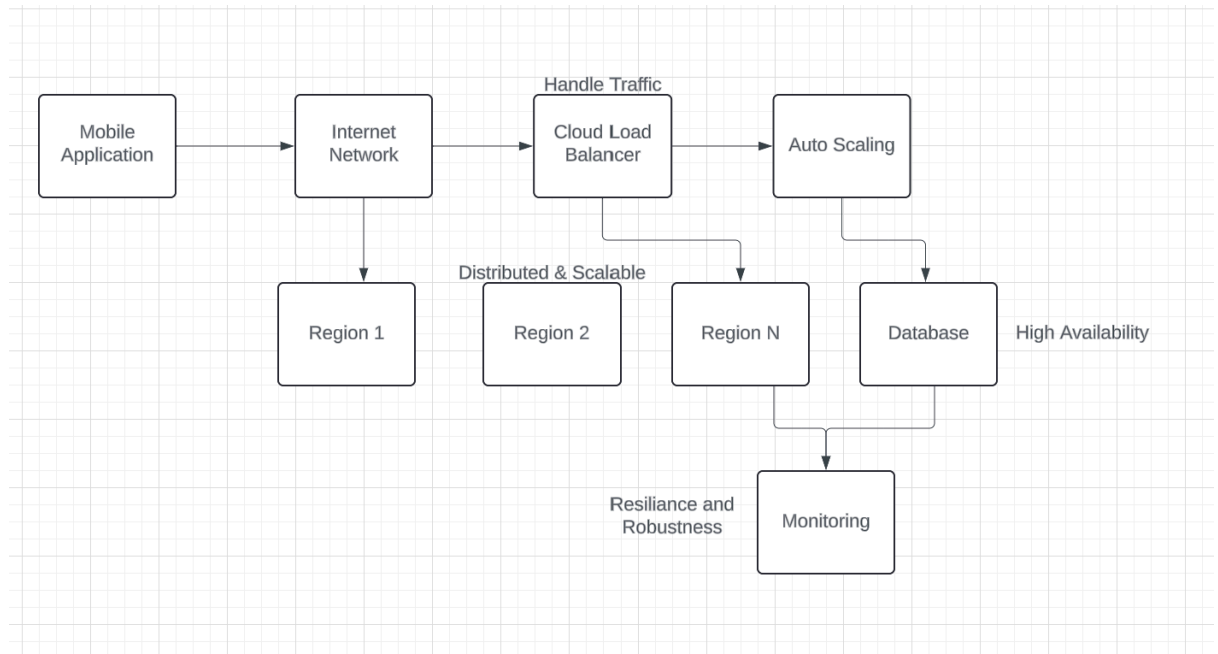 Handle Traffic
Mobile
Application
Internet
Network
Cloud Load
Balancer
Auto Scaling
Distributed & Scalable
Region 1
Region 2
Region N
Database
High Availability
Resiliance and
Robustness
Monitoring